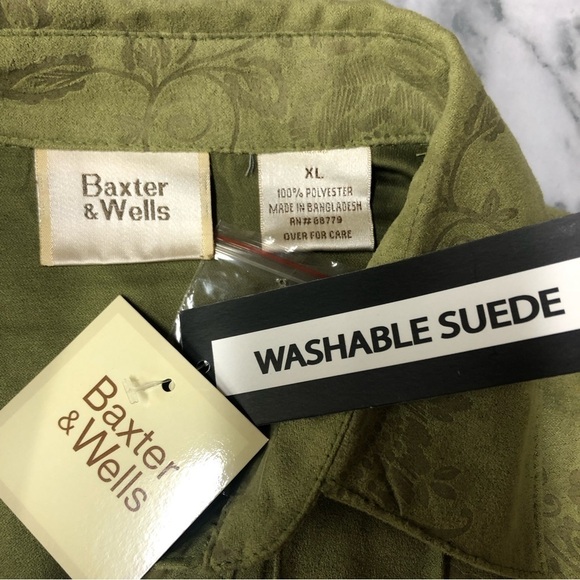 Baxter
& Wells
XL
100% POLYESTER
MADE IN BANGLADESH
RN# 68779
OVER FOR CARE
WASHABLE SUEDE
Baxter
& Wells